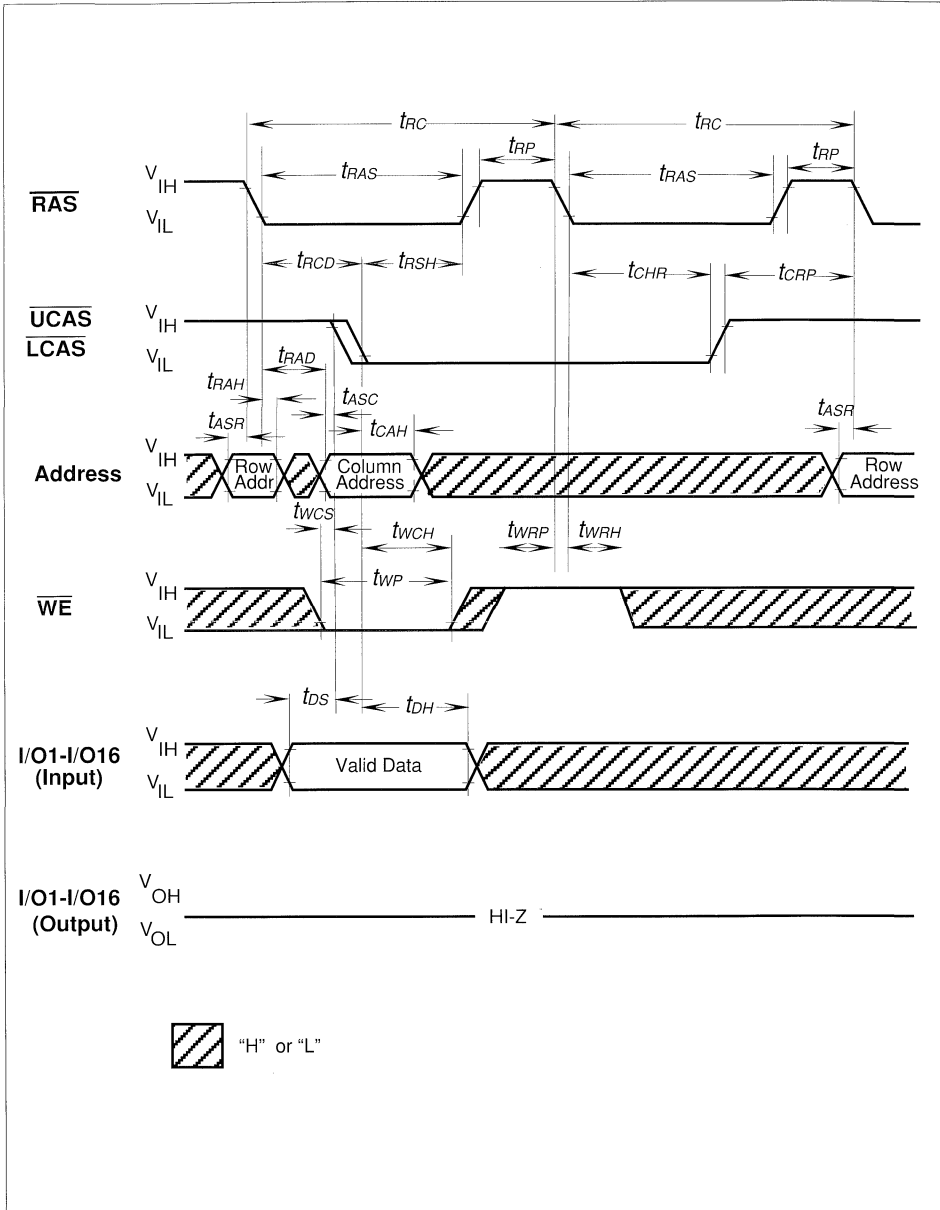 tRC tRC
tRP tRP
tRAS tRAS
RAS VIH
VIL
tRCD tRSH tCHR tCRP
UCAS VIH
LCAS VIL
tRAD
tRAH tASC
tASR tCAH tASR
Address VIH
VIL
Row Addr
Column Address
Row Address
tWCS tWCH tWRP tWRH
tWP
WE VIH
VIL
tDS tDH
I/O1-I/O16 (Input) VIH
VIL
Valid Data
I/O1-I/O16 (Output) VOH
VOL
HI-Z
"H" or "L"